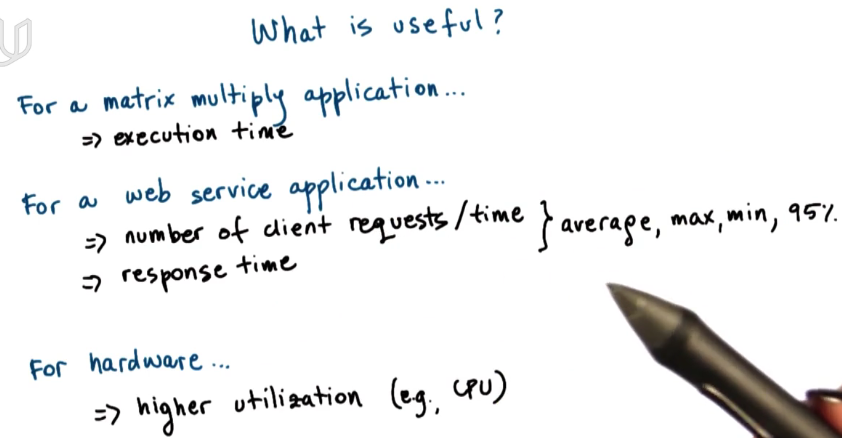 What is useful?
For a matrix multiply application...
=> execution time
For a web service application...
=> number of client requests/time } average, max, min, 95%.
=> response time
For hardware...
=> higher utilization (e.g., CPU)